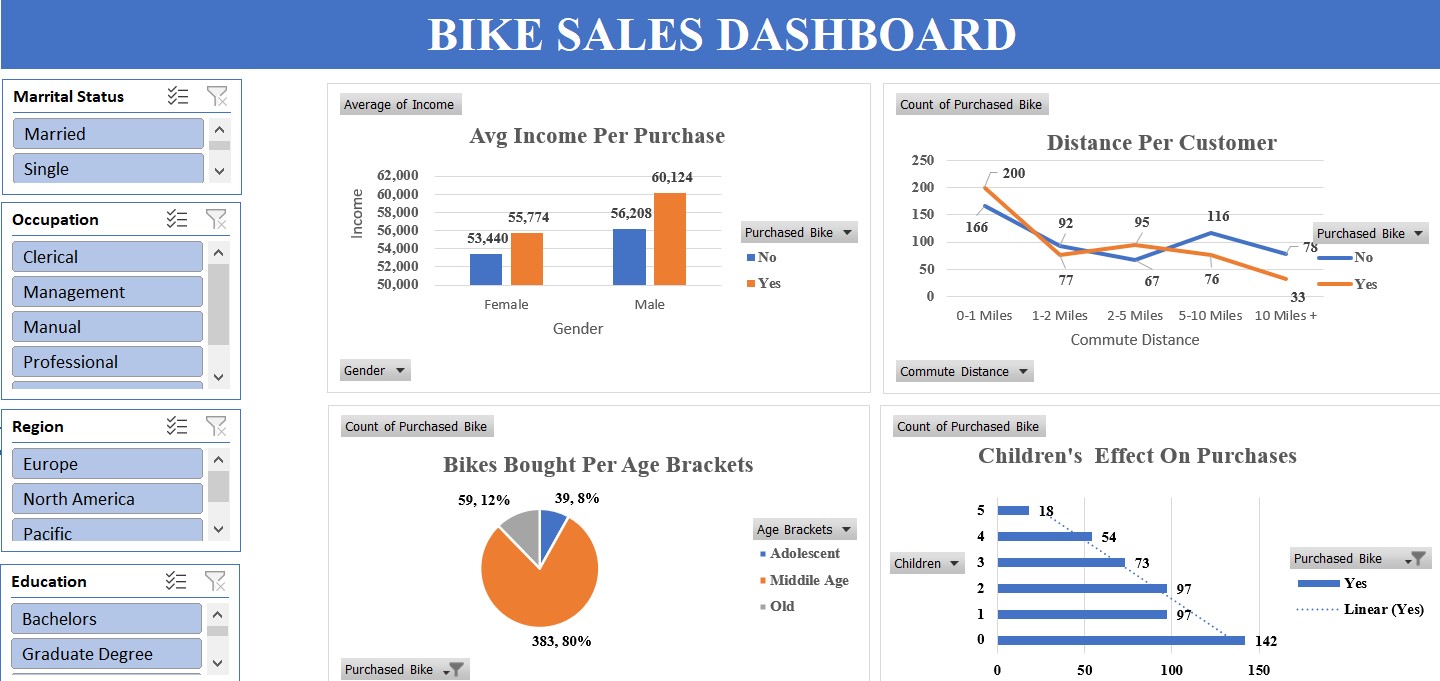 BIKE SALES DASHBOARD
Marrital Status
Married
Single
Occupation
Clerical
Management
Manual
Professional
Region
Europe
North America
Pacific
Education
Bachelors
Graduate Degree
Average of Income
Avg Income Per Purchase
62,000
60,000
58,000
56,000
54,000
52,000
50,000
Income
53,440
55,774
56,208
60,124
Female
Male
Gender
Purchased Bike
No
Yes
Gender
Count of Purchased Bike
Distance Per Customer
250
200
150
100
50
0
200
166
92
77
95
67
116
76
78
33
0-1 Miles
1-2 Miles
2-5 Miles
5-10 Miles
10 Miles +
Commute Distance
Purchased Bike
No
Yes
Commute Distance
Count of Purchased Bike
Bikes Bought Per Age Brackets
59, 12%
39, 8%
383, 80%
Age Brackets
Adolescent
Middile Age
Old
Purchased Bike
Count of Purchased Bike
Children's Effect On Purchases
Children
5
18
4
54
3
73
2
97
1
97
0
142
0
50
100
150
Purchased Bike
Yes
Linear (Yes)